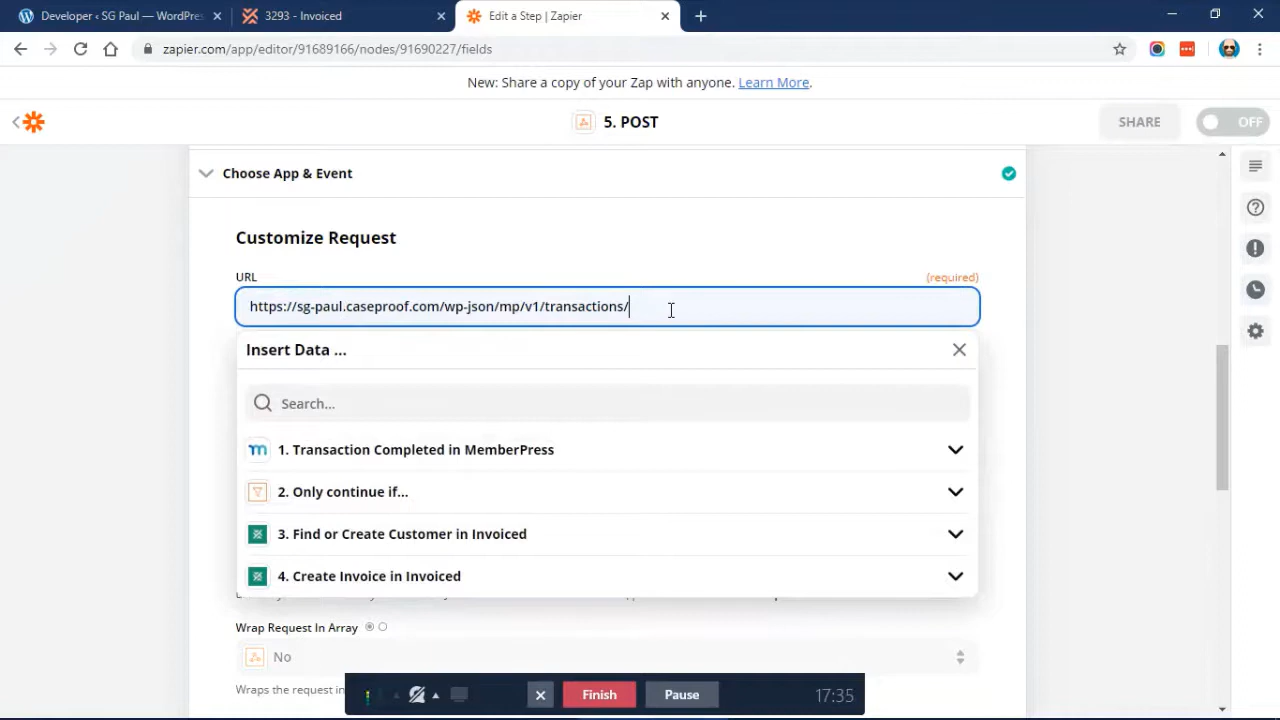 Developer ‹ SG Paul — WordPres
3293 - Invoiced
Edit a Step | Zapier
zapier.com/app/editor/91689166/nodes/91690227/fields
New: Share a copy of your Zap with anyone. Learn More.
5. POST
SHARE
OFF
Choose App & Event
Customize Request
URL
(required)
https://sg-paul.caseproof.com/wp-json/mp/v1/transactions/
Insert Data ...
Search...
1. Transaction Completed in MemberPress
2. Only continue if...
3. Find or Create Customer in Invoiced
4. Create Invoice in Invoiced
Wrap Request In Array
No
Wraps the request in
Finish
Pause
17:35